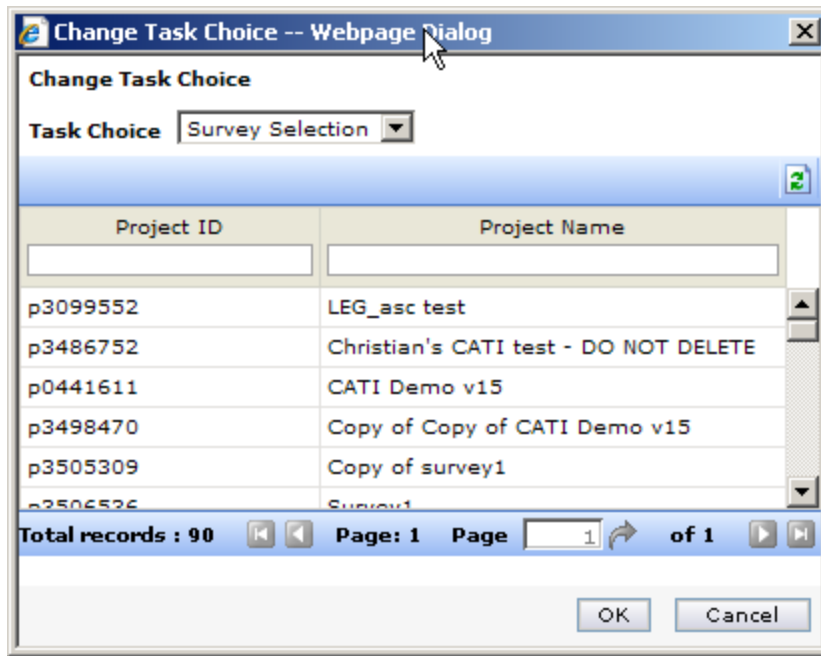 Change Task Choice -- Webpage Dialog
Change Task Choice
Task Choice Survey Selection
Project ID Project Name
p3099552 LEG_asc test
p3486752 Christian's CATI test - DO NOT DELETE
p0441611 CATI Demo v15
p3498470 Copy of Copy of CATI Demo v15
p3505309 Copy of survey1
p3506536 Survey1
Total records : 90 Page: 1 Page 1 of 1
OK Cancel